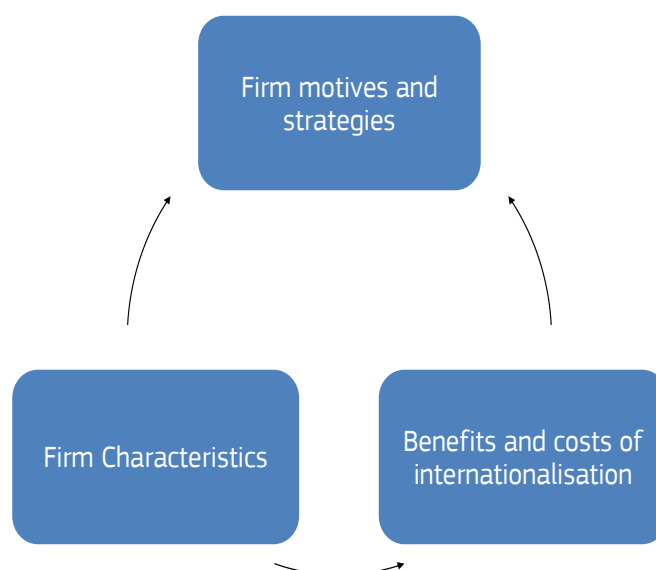 Firm motives and
strategies
Firm Characteristics
Benefits and costs of
internationalisation